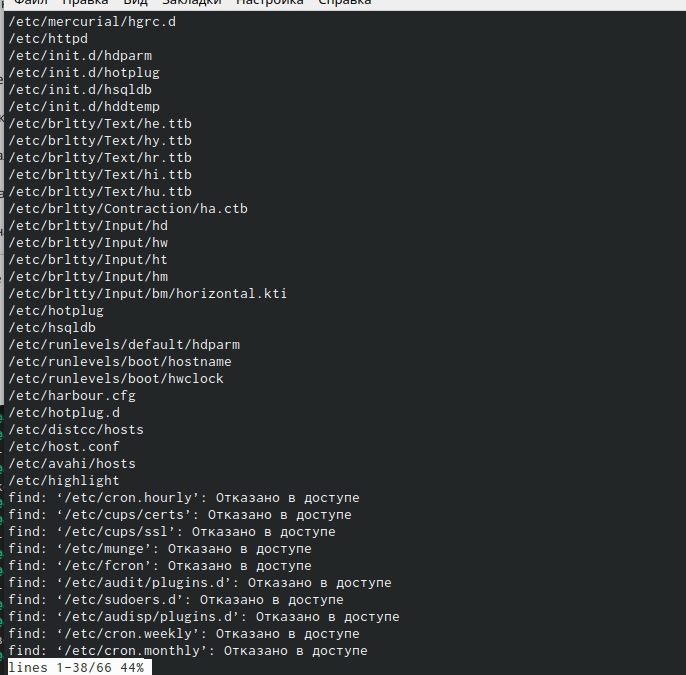 Файл Правка Вид Закладки Настройка Справка
/etc/mercurial/hgrc.d
/etc/httpd
/etc/init.d/hdparm
/etc/init.d/hotplug
/etc/init.d/hsqldb
/etc/init.d/hddtemp
/etc/brltty/Text/he.ttb
/etc/brltty/Text/hy.ttb
/etc/brltty/Text/hr.ttb
/etc/brltty/Text/hi.ttb
/etc/brltty/Text/hu.ttb
/etc/brltty/Contraction/ha.ctb
/etc/brltty/Input/hd
/etc/brltty/Input/hw
/etc/brltty/Input/ht
/etc/brltty/Input/hm
/etc/brltty/Input/bm/horizontal.kti
/etc/hotplug
/etc/hsqldb
/etc/runlevels/default/hdparm
/etc/runlevels/boot/hostname
/etc/runlevels/boot/hwclock
/etc/harbour.cfg
/etc/hotplug.d
/etc/distcc/hosts
/etc/host.conf
/etc/avahi/hosts
/etc/highlight
find: ‘/etc/cron.hourly’: Отказано в доступе
find: ‘/etc/cups/certs’: Отказано в доступе
find: ‘/etc/cups/ssl’: Отказано в доступе
find: ‘/etc/munge’: Отказано в доступе
find: ‘/etc/fcron’: Отказано в доступе
find: ‘/etc/audit/plugins.d’: Отказано в доступе
find: ‘/etc/sudoers.d’: Отказано в доступе
find: ‘/etc/audisp/plugins.d’: Отказано в доступе
find: ‘/etc/cron.weekly’: Отказано в доступе
find: ‘/etc/cron.monthly’: Отказано в доступе
lines 1-38/66 44%